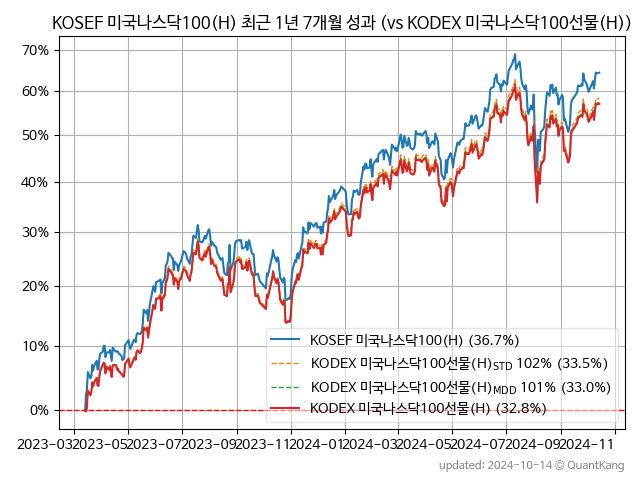 KOSEF 미국나스닥100(H) 최근 1년 7개월 성과 (vs KODEX 미국나스닥100선물(H))
70%
60%
50%
40%
30%
20%
10%
0%
KOSEF 미국나스닥100(H) (36.7%)
KODEX 미국나스닥100선물(H)STD 102% (33.5%)
KODEX 미국나스닥100선물(H)MDD 101% (33.0%)
KODEX 미국나스닥100선물(H) (32.8%)
2023-03 2023-05 2023-07 2023-09 2023-11 2024-01 2024-03 2024-05 2024-07 2024-09 2024-11
updated: 2024-10-14 © QuantKang